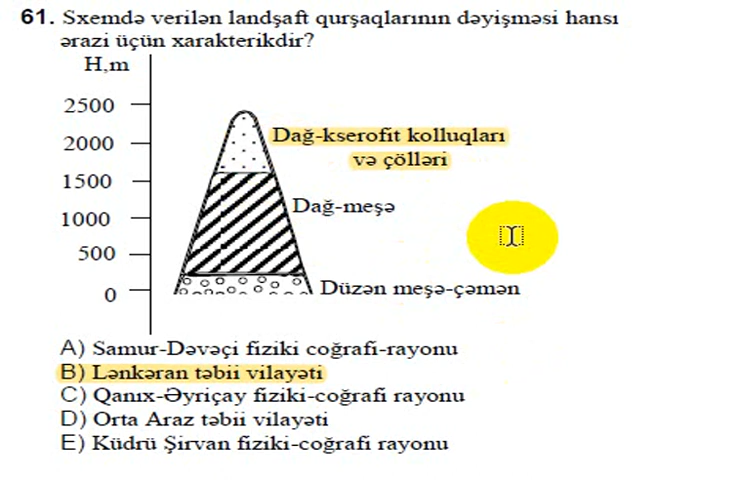 61. Sxemdə verilən landşaft qurşaqlarının dəyişməsi hansı
ərazi üçün xarakterikdir?
H,m
2500
2000
1500
1000
500
0
Dağ-kserofit kolluqları
və çölləri
Dağ-meşə
Düzən meşə-çəmən
A) Samur-Dəvəçi fiziki coğrafi-rayonu
B) Lənkəran təbii vilayəti
C) Qanıx-Əyriçay fiziki-coğrafi rayonu
D) Orta Araz təbii vilayəti
E) Küdrü Şirvan fiziki-coğrafi rayonu